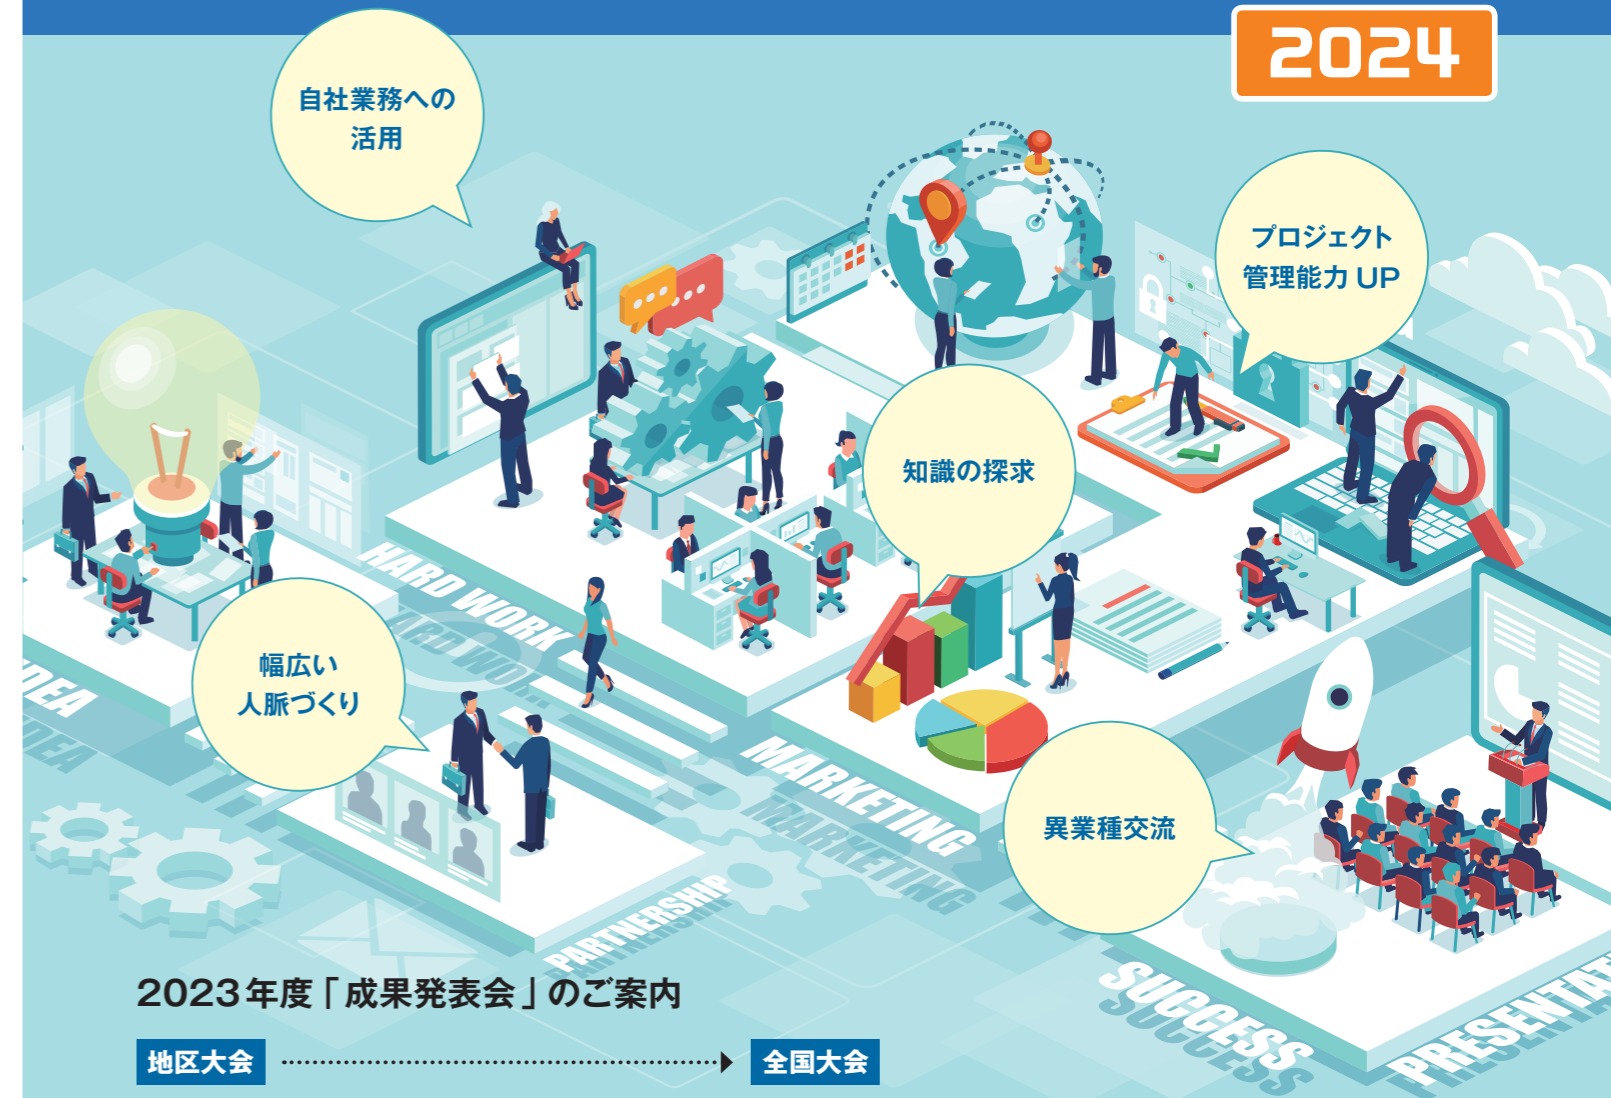 2024
自社業務への
活用
プロジェクト
管理能力 UP
知識の探求
幅広い
人脈づくり
異業種交流
HARD WORK
IDEA
MARKETING
PARTNERSHIP
SUCCESS
2023年度「成果発表会」のご案内
地区大会
全国大会